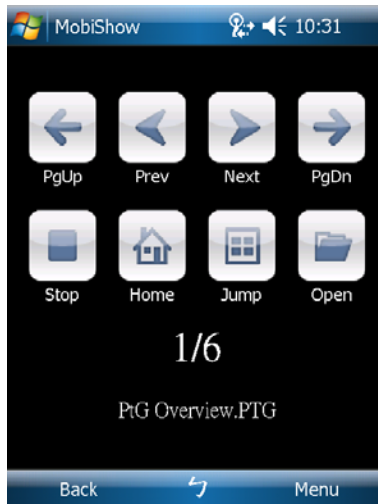 MobiShow 10:31
PgUp Prev Next PgDn
Stop Home Jump Open
1/6
PtG Overview.PTG
Back ㄅ Menu